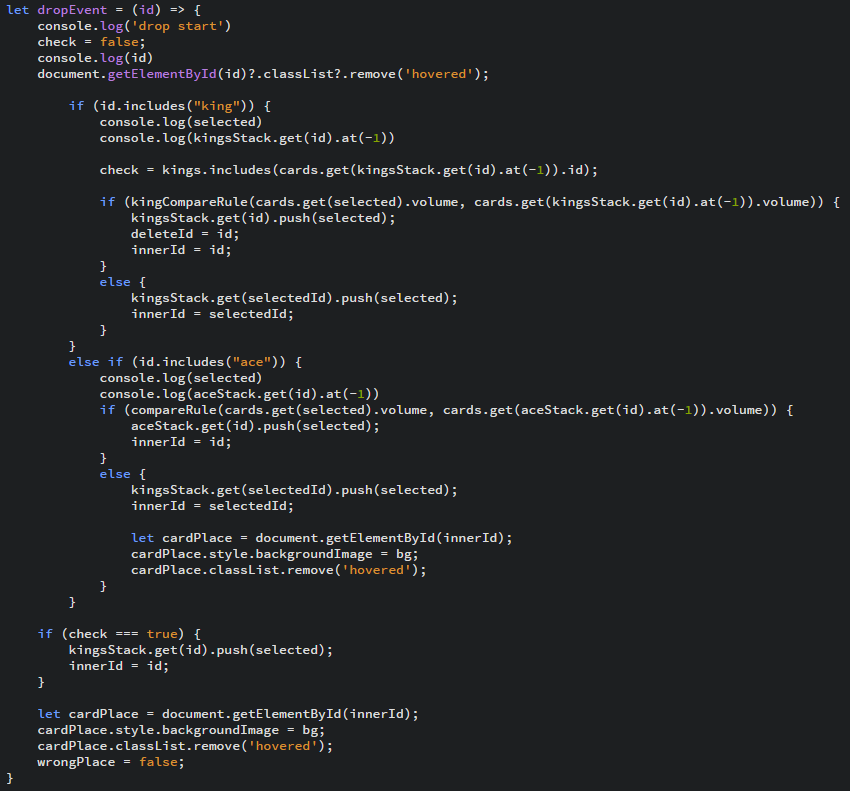 let dropEvent = (id) => {
    console.log('drop start')
    check = false;
    console.log(id)
    document.getElementById(id)?.classList?.remove('hovered');

        if (id.includes("king")) {
            console.log(selected)
            console.log(kingsStack.get(id).at(-1))

            check = kings.includes(cards.get(kingsStack.get(id).at(-1)).id);

            if (kingCompareRule(cards.get(selected).volume, cards.get(kingsStack.get(id).at(-1)).volume)) {
                kingsStack.get(id).push(selected);
                deleteId = id;
                innerId = id;
            }
            else {
                kingsStack.get(selectedId).push(selected);
                innerId = selectedId;
            }
        }
        else if (id.includes("ace")) {
            console.log(selected)
            console.log(aceStack.get(id).at(-1))
            if (compareRule(cards.get(selected).volume, cards.get(aceStack.get(id).at(-1)).volume)) {
                aceStack.get(id).push(selected);
                innerId = id;
            }
            else {
                kingsStack.get(selectedId).push(selected);
                innerId = selectedId;

                let cardPlace = document.getElementById(innerId);
                cardPlace.style.backgroundImage = bg;
                cardPlace.classList.remove('hovered');
            }
        }

    if (check === true) {
        kingsStack.get(id).push(selected);
        innerId = id;
    }

    let cardPlace = document.getElementById(innerId);
    cardPlace.style.backgroundImage = bg;
    cardPlace.classList.remove('hovered');
    wrongPlace = false;
}